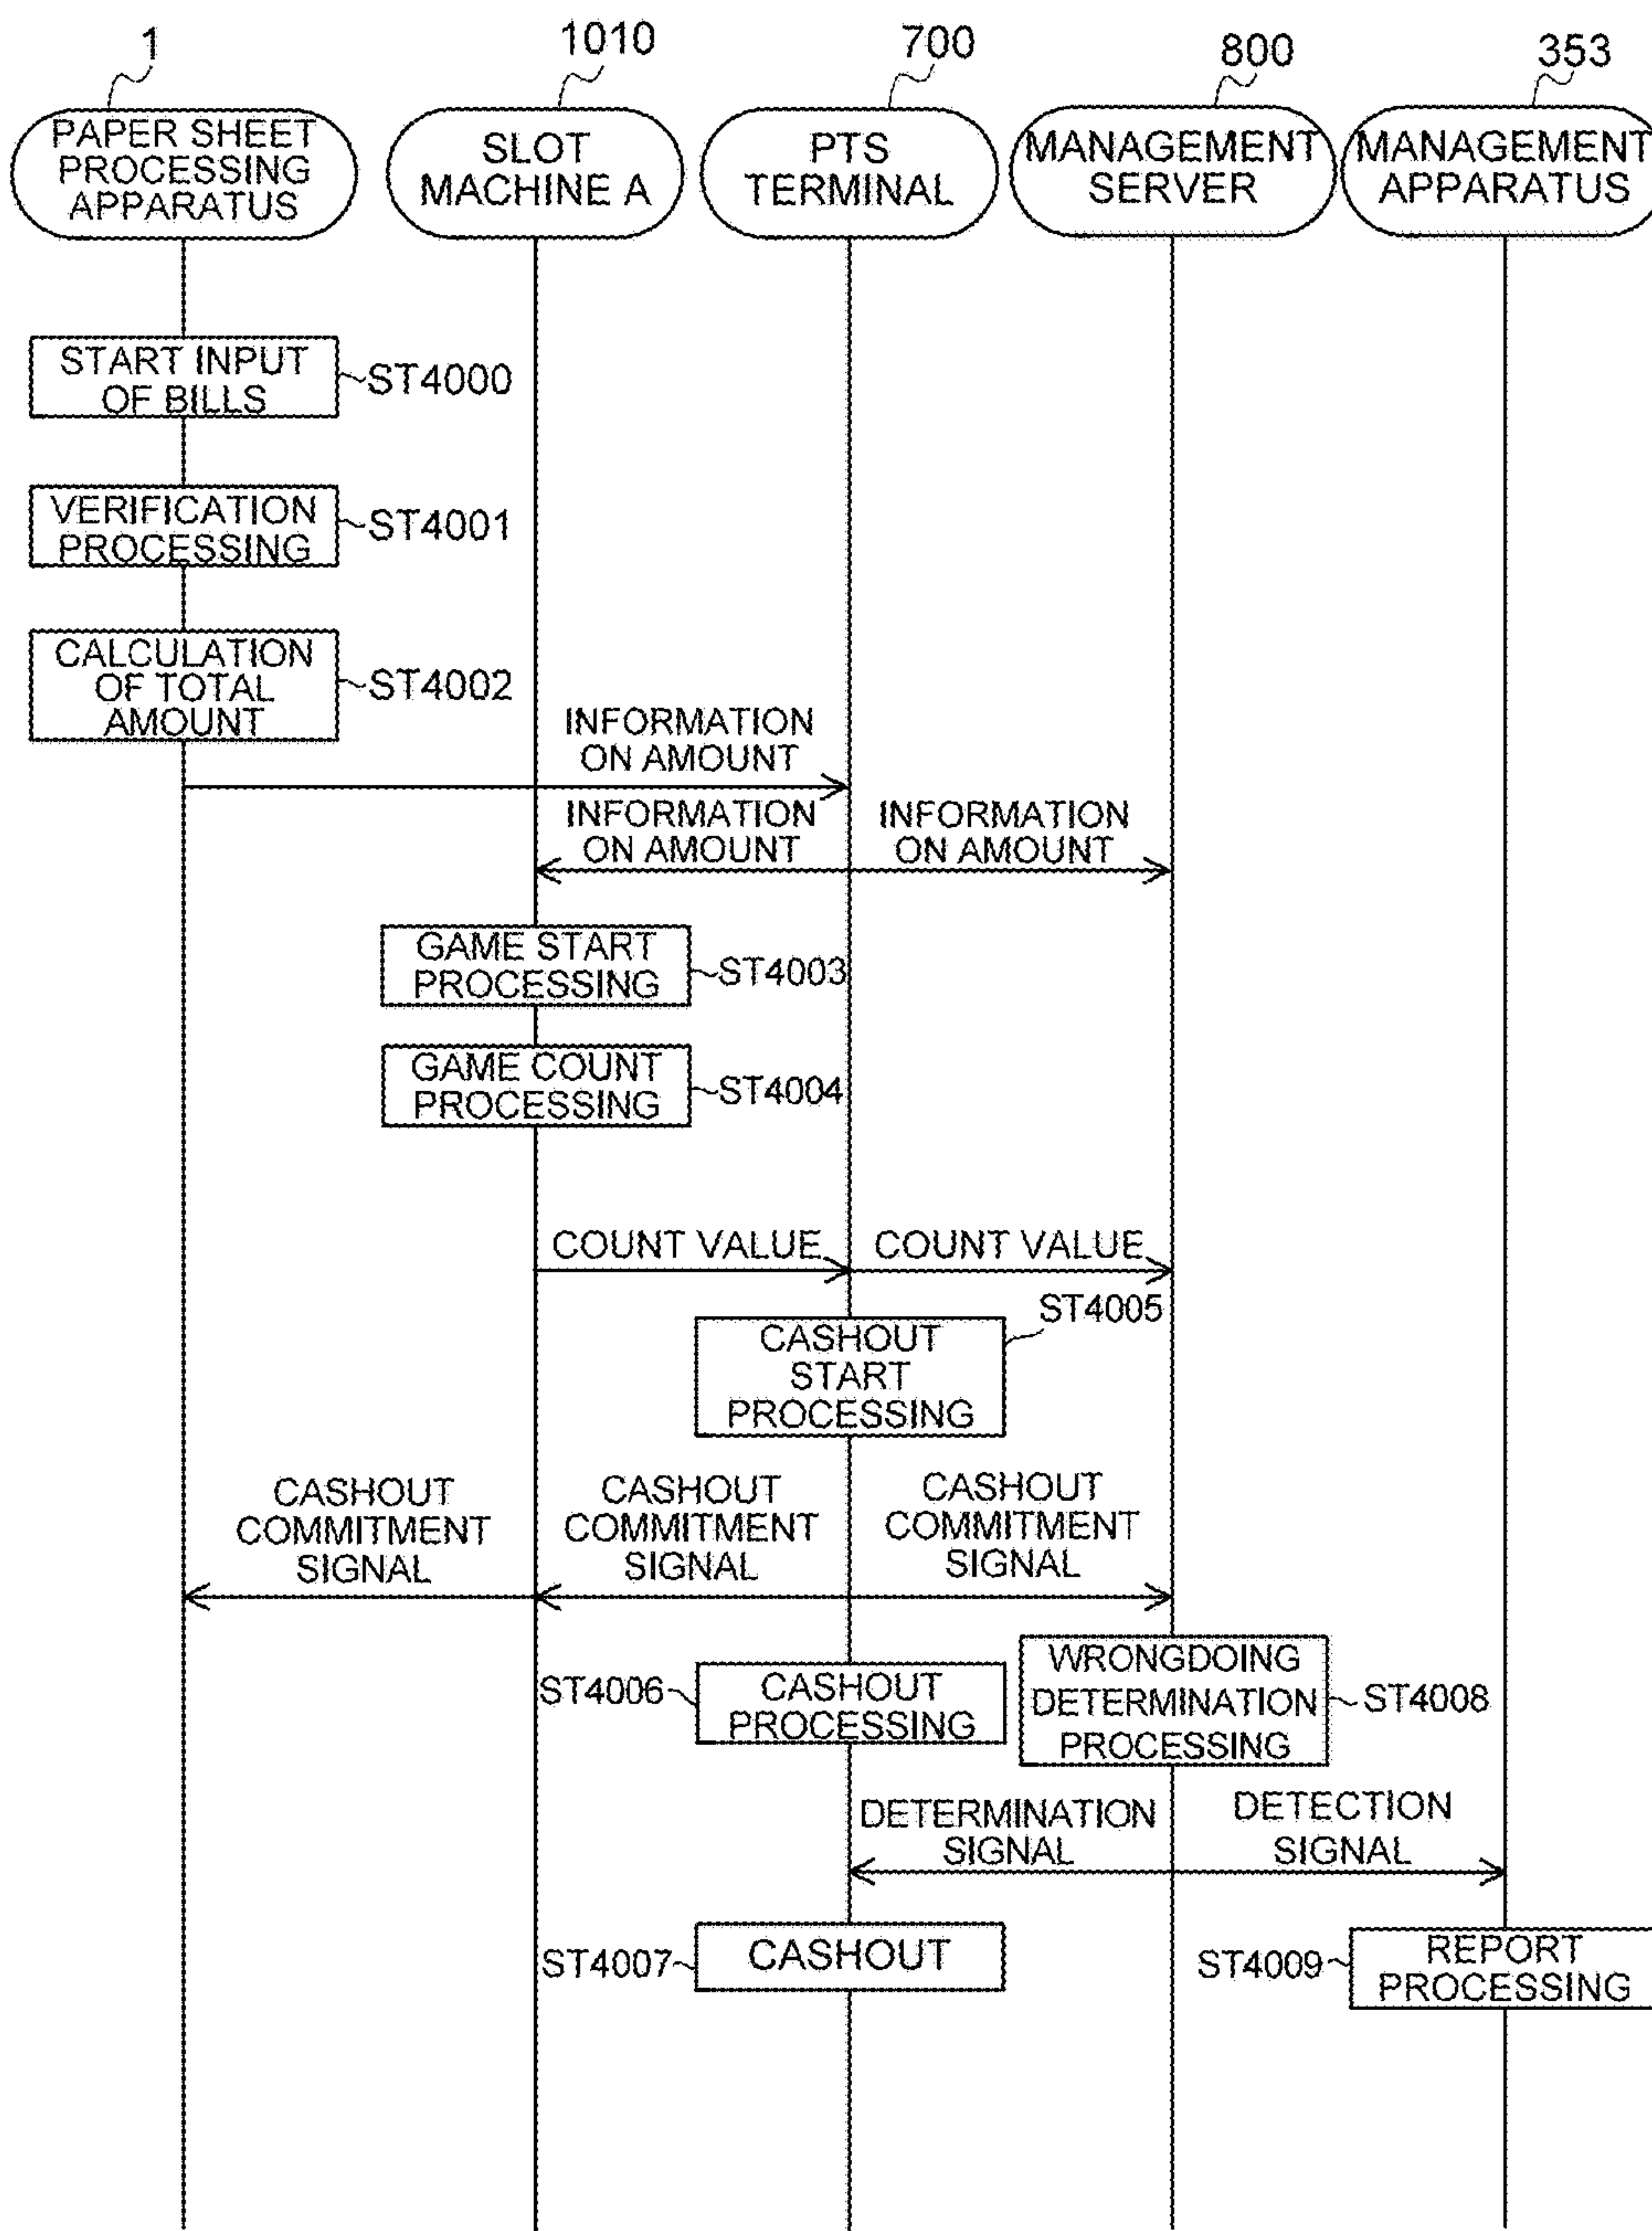 1
1010
700
800
353
PAPER SHEET
PROCESSING
APPARATUS
SLOT
MACHINE A
PTS
TERMINAL
MANAGEMENT
SERVER
MANAGEMENT
APPARATUS
START INPUT
OF BILLS
ST4000
VERIFICATION
PROCESSING
ST4001
CALCULATION
OF TOTAL
AMOUNT
ST4002
INFORMATION
ON AMOUNT
INFORMATION
ON AMOUNT
INFORMATION
ON AMOUNT
GAME START
PROCESSING
ST4003
GAME COUNT
PROCESSING
ST4004
COUNT VALUE
COUNT VALUE
ST4005
CASHOUT
START
PROCESSING
CASHOUT
COMMITMENT
SIGNAL
CASHOUT
COMMITMENT
SIGNAL
CASHOUT
COMMITMENT
SIGNAL
ST4006
CASHOUT
PROCESSING
WRONGDOING
DETERMINATION
PROCESSING
ST4008
DETERMINATION
SIGNAL
DETECTION
SIGNAL
ST4007
CASHOUT
ST4009
REPORT
PROCESSING